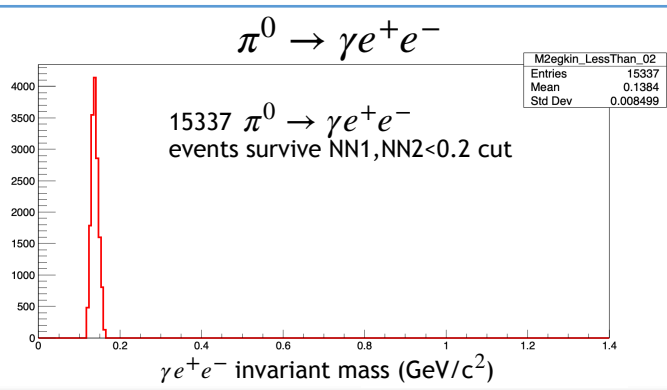 π⁰ → γe⁺e⁻
M2egkin_LessThan_02
Entries 15337
Mean 0.1384
Std Dev 0.008499
15337 π⁰ → γe⁺e⁻
events survive NN1,NN2<0.2 cut
4000
3500
3000
2500
2000
1500
1000
500
0
0 0.2 0.4 0.6 0.8 1 1.2 1.4
γe⁺e⁻ invariant mass (GeV/c²)